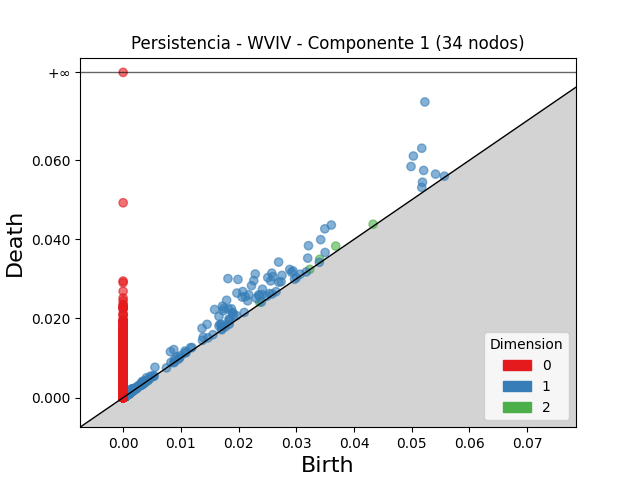 Persistencia - WVIV - Componente 1 (34 nodos)
+∞
0.060
0.040
0.020
0.000
Death
0.00 0.01 0.02 0.03 0.04 0.05 0.06 0.07
Birth
Dimension
0
1
2